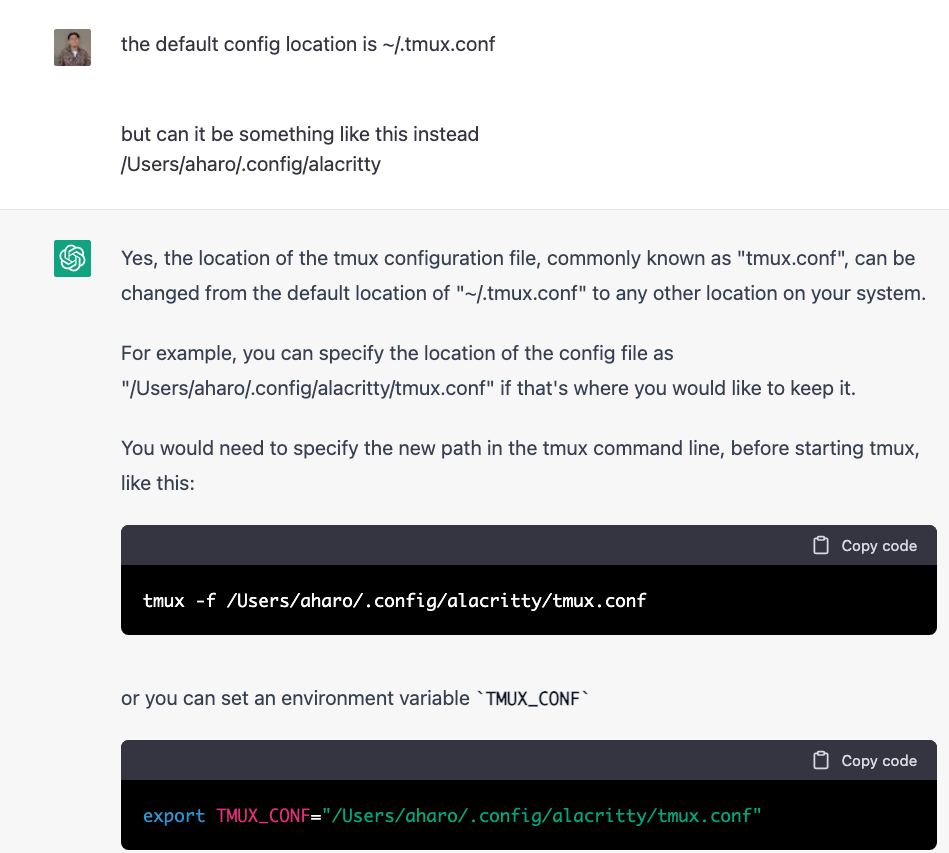 the default config location is ~/.tmux.conf
but can it be something like this instead
/Users/aharo/.config/alacritty
Yes, the location of the tmux configuration file, commonly known as "tmux.conf", can be
changed from the default location of "~/.tmux.conf" to any other location on your system.
For example, you can specify the location of the config file as
"/Users/aharo/.config/alacritty/tmux.conf" if that's where you would like to keep it.
You would need to specify the new path in the tmux command line, before starting tmux,
like this:
Copy code
tmux -f /Users/aharo/.config/alacritty/tmux.conf
or you can set an environment variable `TMUX_CONF`
Copy code
export TMUX_CONF="/Users/aharo/.config/alacritty/tmux.conf"